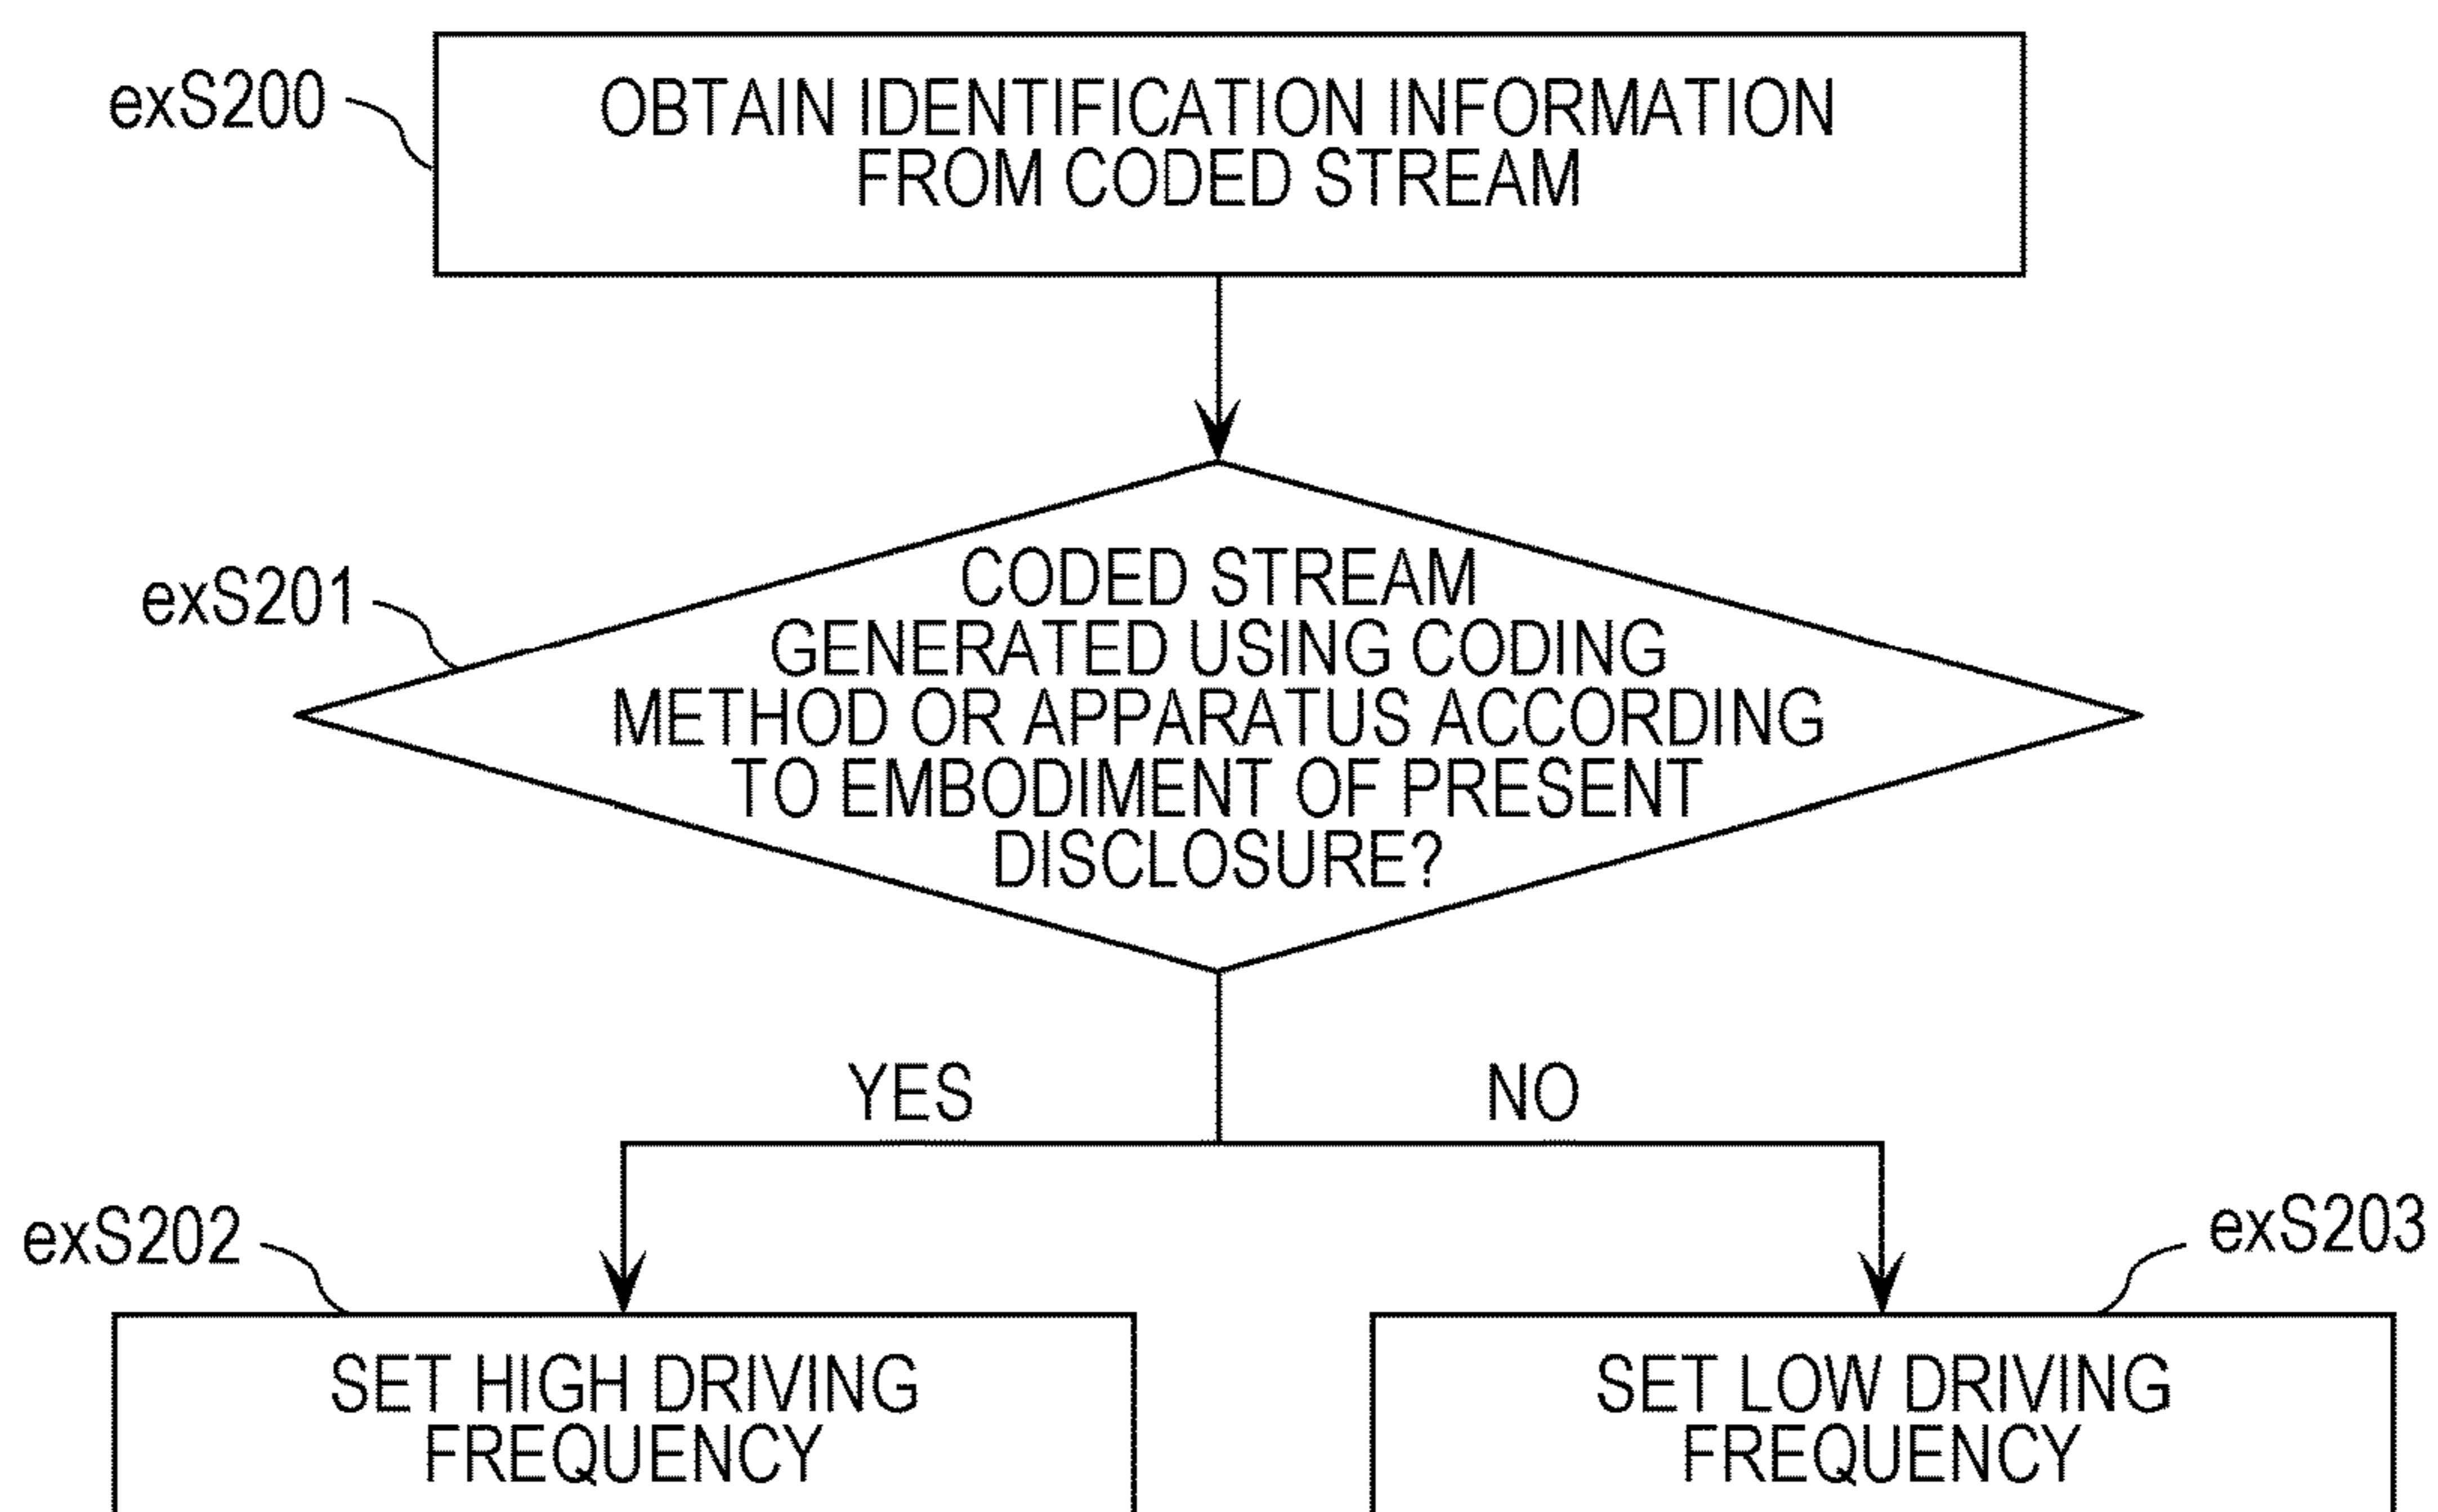 exS200
OBTAIN IDENTIFICATION INFORMATION
FROM CODED STREAM
exS201
CODED STREAM
GENERATED USING CODING
METHOD OR APPARATUS ACCORDING
TO EMBODIMENT OF PRESENT
DISCLOSURE?
YES
NO
exS202
SET HIGH DRIVING
FREQUENCY
exS203
SET LOW DRIVING
FREQUENCY